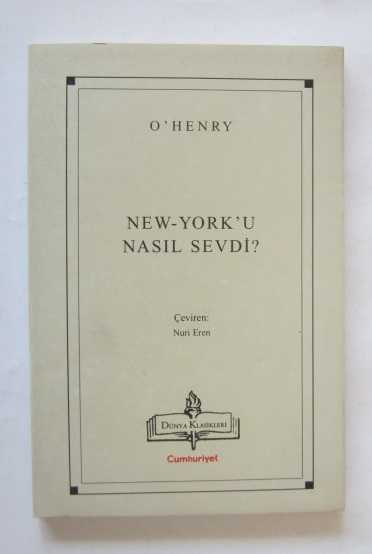 O'HENRY
NEW-YORK'U
NASIL SEVDİ?
Çeviren:
Nuri Eren
DÜNYA KLASİKLERİ
Cumhuriyet